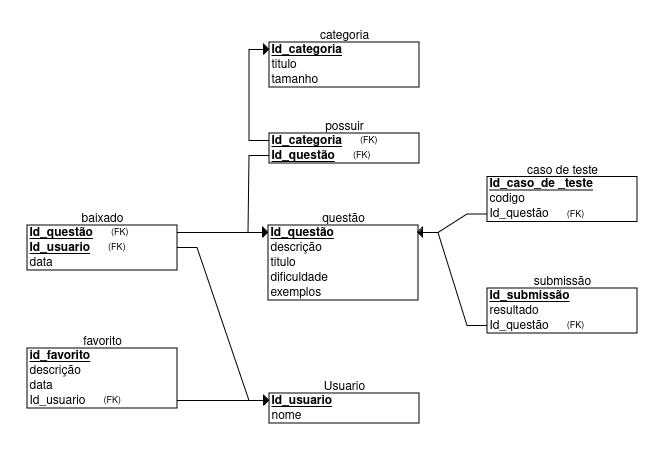 categoria
Id_categoria
titulo
tamanho
possuir
Id_categoria (FK)
Id_questão (FK)
caso de teste
Id_caso_de _teste
codigo
Id_questão (FK)
baixado
Id_questão (FK)
Id_usuario (FK)
data
questão
Id_questão
descrição
titulo
dificuldade
exemplos
submissão
Id_submissão
resultado
Id_questão (FK)
favorito
id_favorito
descrição
data
Id_usuario (FK)
Usuario
Id_usuario
nome